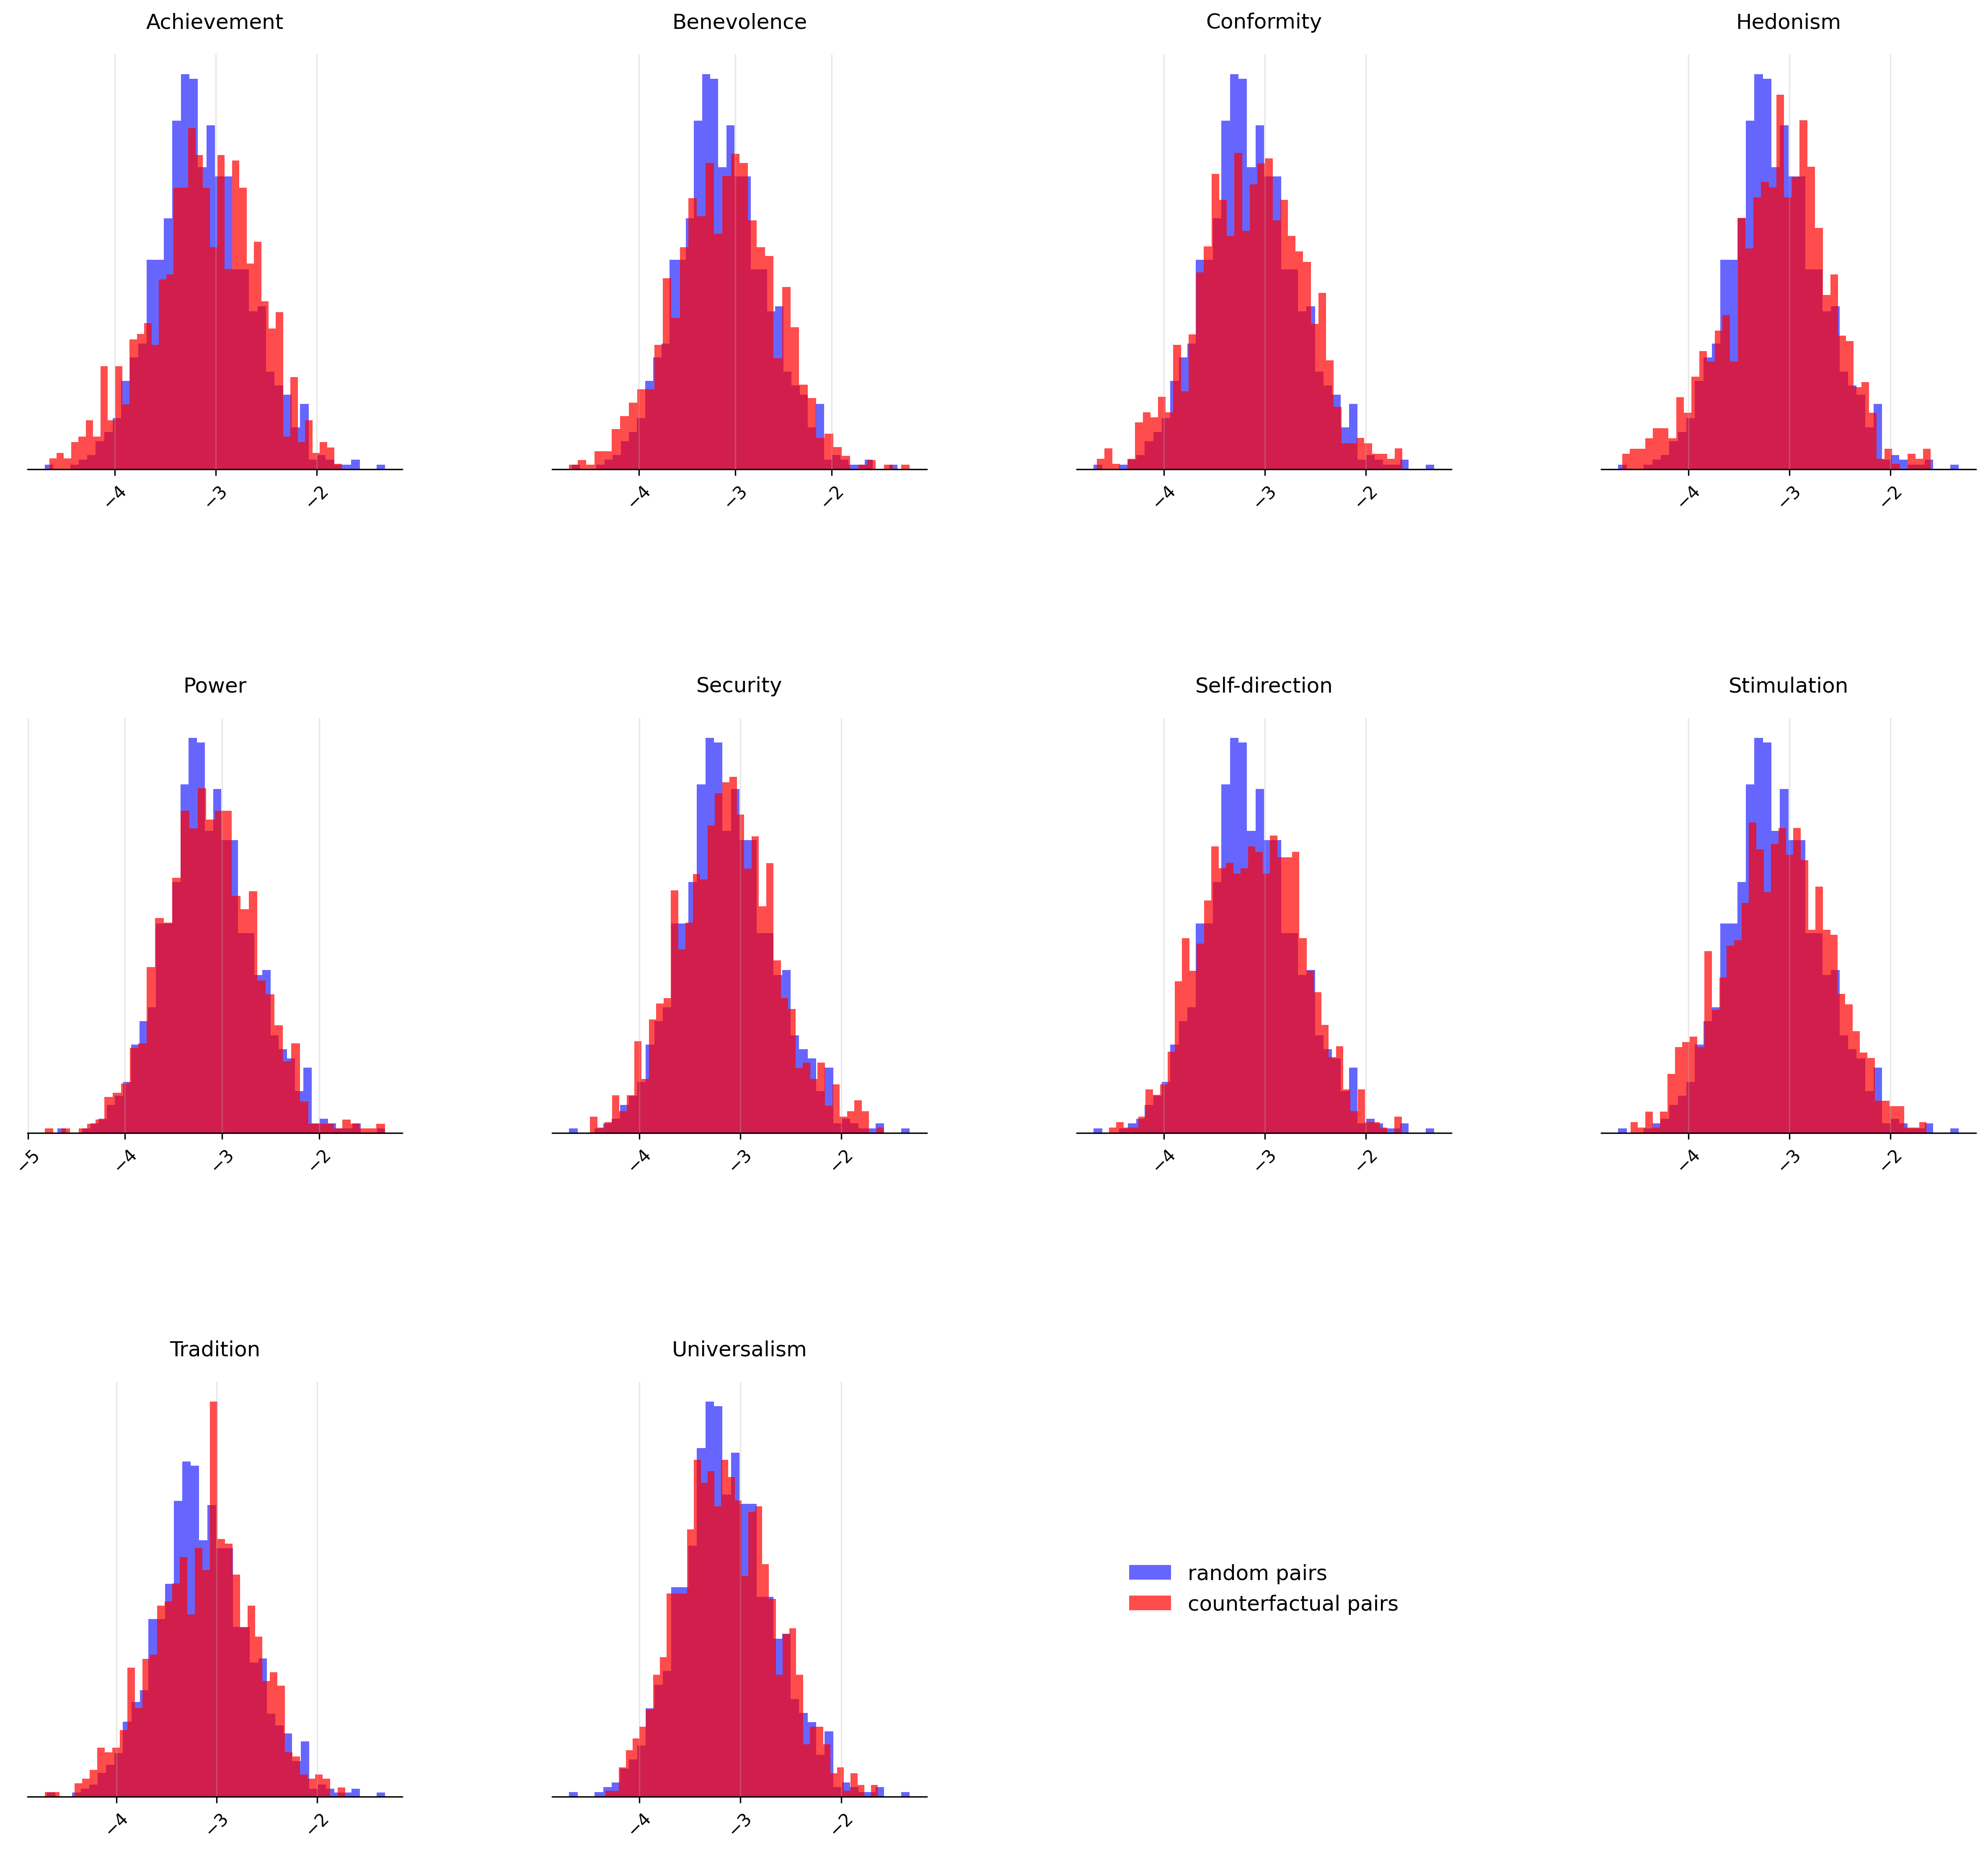 Achievement
Benevolence
Conformity
Hedonism
−4 −3 −2
−4 −3 −2
−4 −3 −2
−4 −3 −2
Power
Security
Self-direction
Stimulation
−5 −4 −3 −2
−4 −3 −2
−4 −3 −2
−4 −3 −2
Tradition
Universalism
random pairs
counterfactual pairs
−4 −3 −2
−4 −3 −2